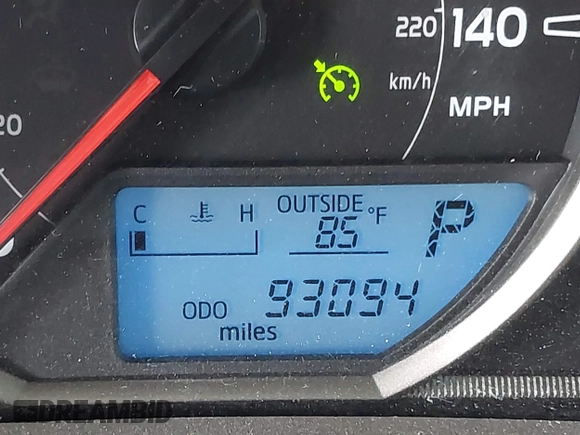 220 140
km/h
MPH
20
C H OUTSIDE
85 °F P
ODO 93094
miles
DREAMBID